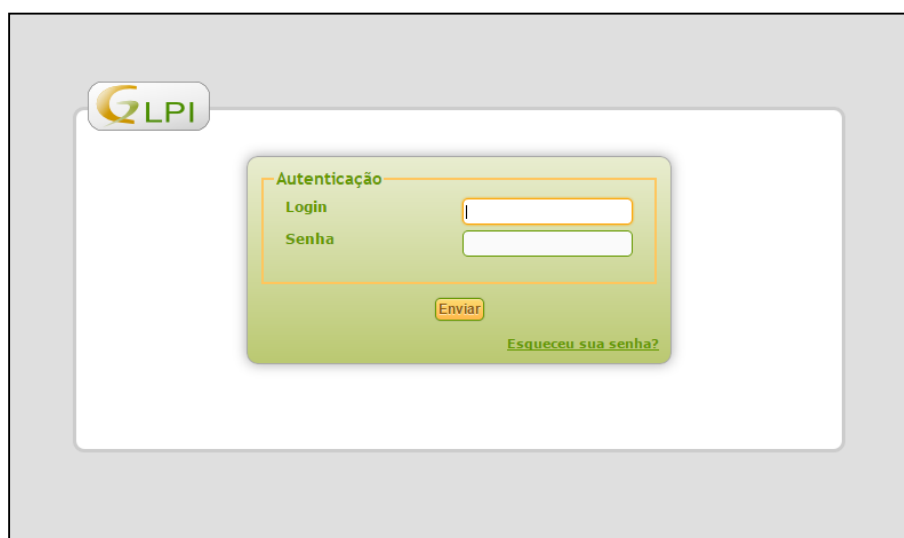 GLPI
Autenticação
Login
Senha
Enviar
Esqueceu sua senha?